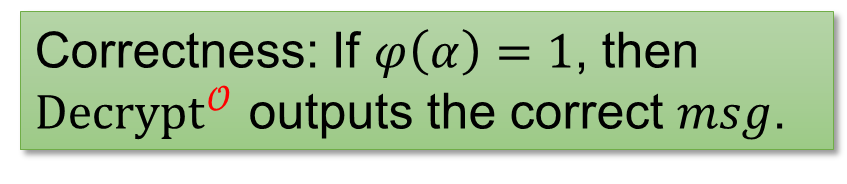 Correctness: If φ(α) = 1, then
Decrypt^𝒪 outputs the correct msg.